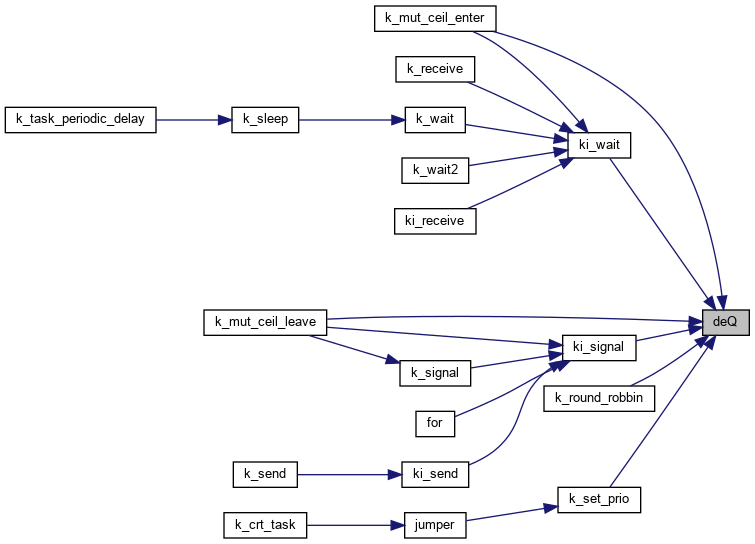 k_mut_ceil_enter
k_receive
k_task_periodic_delay
k_sleep
k_wait
ki_wait
k_wait2
ki_receive
k_mut_ceil_leave
deQ
ki_signal
k_signal
k_round_robbin
for
k_send
ki_send
k_set_prio
k_crt_task
jumper